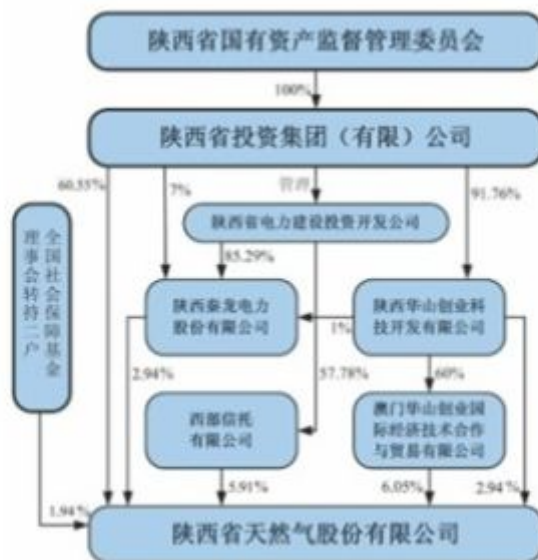 陕西省国有资产监督管理委员会
100%
陕西省投资集团（有限）公司
60.55%
7%
管理
91.76%
陕西省电力建设投资开发公司
85.29%
全国社会保障基金
理事会转持二户
陕西秦龙电力
股份有限公司
1%
陕西华山创业科
技开发有限公司
2.94%
57.78%
60%
西部信托
有限公司
澳门华山创业国
际经济技术合作
与贸易有限公司
1.94%
5.91%
6.05%
2.94%
陕西省天然气股份有限公司